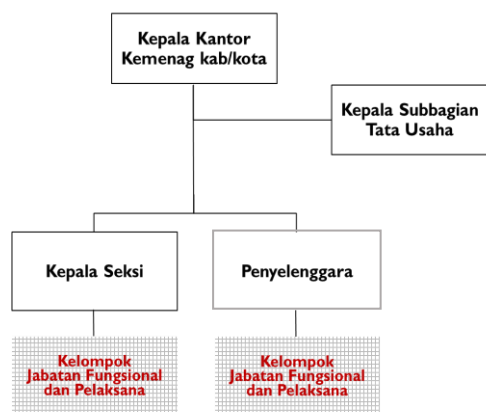 Kepala Kantor
Kemenag kab/kota
Kepala Subbagian
Tata Usaha
Kepala Seksi
Penyelenggara
Kelompok
Jabatan Fungsional
dan Pelaksana
Kelompok
Jabatan Fungsional
dan Pelaksana